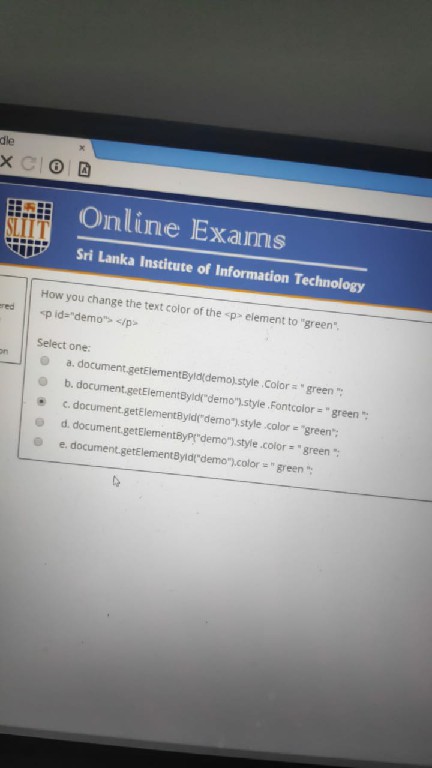 dle
SLIIT
Online Exams
Sri Lanka Institute of Information Technology
ered
on
How you change the text color of the <p> element to "green".
<p id="demo"> </p>
Select one:
a. document.getElementById(demo).style .Color = " green ";
b. document.getElementById("demo").style .Fontcolor = " green ";
c. document.getElementById("demo").style .color = "green";
d. document.getElementByP("demo").style .color = " green ";
e. document.getElementById("demo").color = " green ";